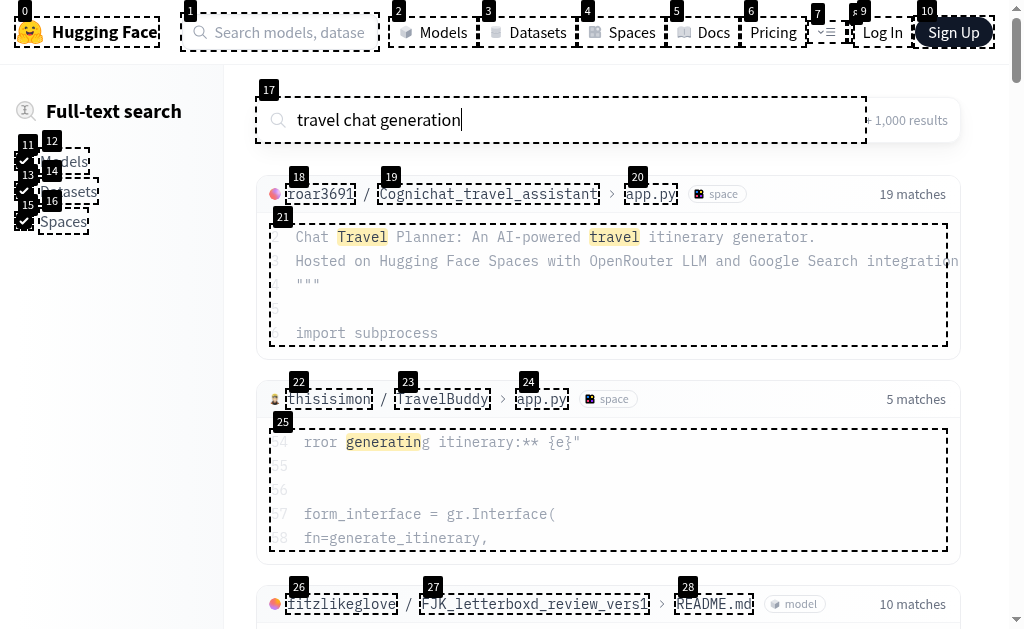 0 1 2 3 4 5 6 7 9 10
Hugging Face
Search models, datase
Models
Datasets
Spaces
Docs
Pricing
Log In
Sign Up
17
Full-text search
travel chat generation
+ 1,000 results
11 12
Models
13 14
Datasets
15 16
Spaces
18 19 20
roar3691 / Cognichat_travel_assistant > app.py space 19 matches
21
2 Chat Travel Planner: An AI-powered travel itinerary generator.
3 Hosted on Hugging Face Spaces with OpenRouter LLM and Google Search integration
4 """
5
6 import subprocess
22 23 24
thisisimon / TravelBuddy > app.py space 5 matches
25
54 rror generating itinerary:** {e}"
55
56
57 form_interface = gr.Interface(
58 fn=generate_itinerary,
26 27 28
fitzlikeglove / FJK_letterboxd_review_vers1 > README.md model 10 matches